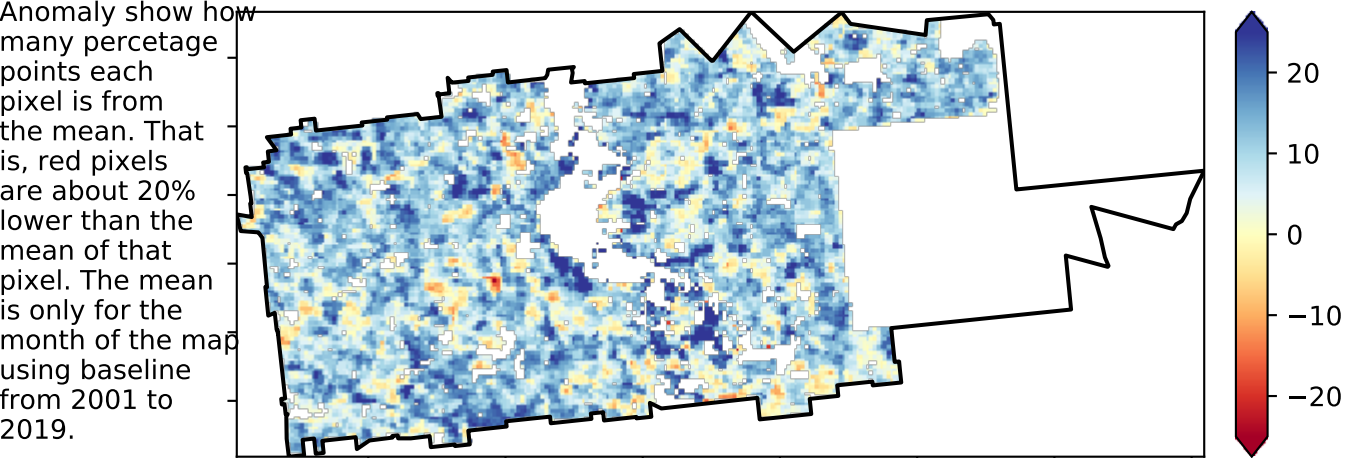 Anomaly show how
many percetage
points each
pixel is from
the mean. That
is, red pixels
are about 20%
lower than the
mean of that
pixel. The mean
is only for the
month of the map
using baseline
from 2001 to
2019.
20
10
0
−10
−20